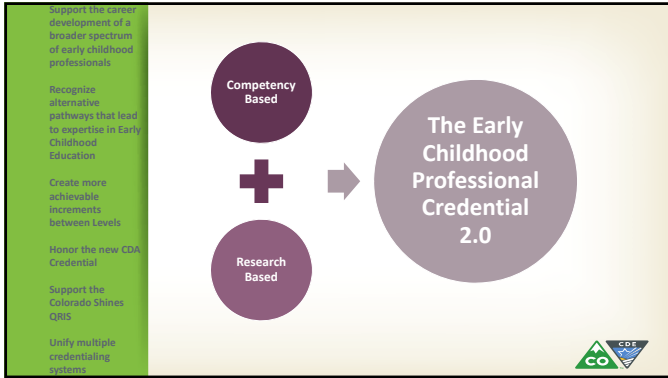 Support the career
development of a
broader spectrum
of early childhood
professionals
Recognize
alternative
pathways that lead
to expertise in Early
Childhood
Education
Create more
achievable
increments
between Levels
Honor the new CDA
Credential
Support the
Colorado Shines
QRIS
Unify multiple
credentialing
systems
Competency
Based
Research
Based
The Early
Childhood
Professional
Credential
2.0
CO
CDE